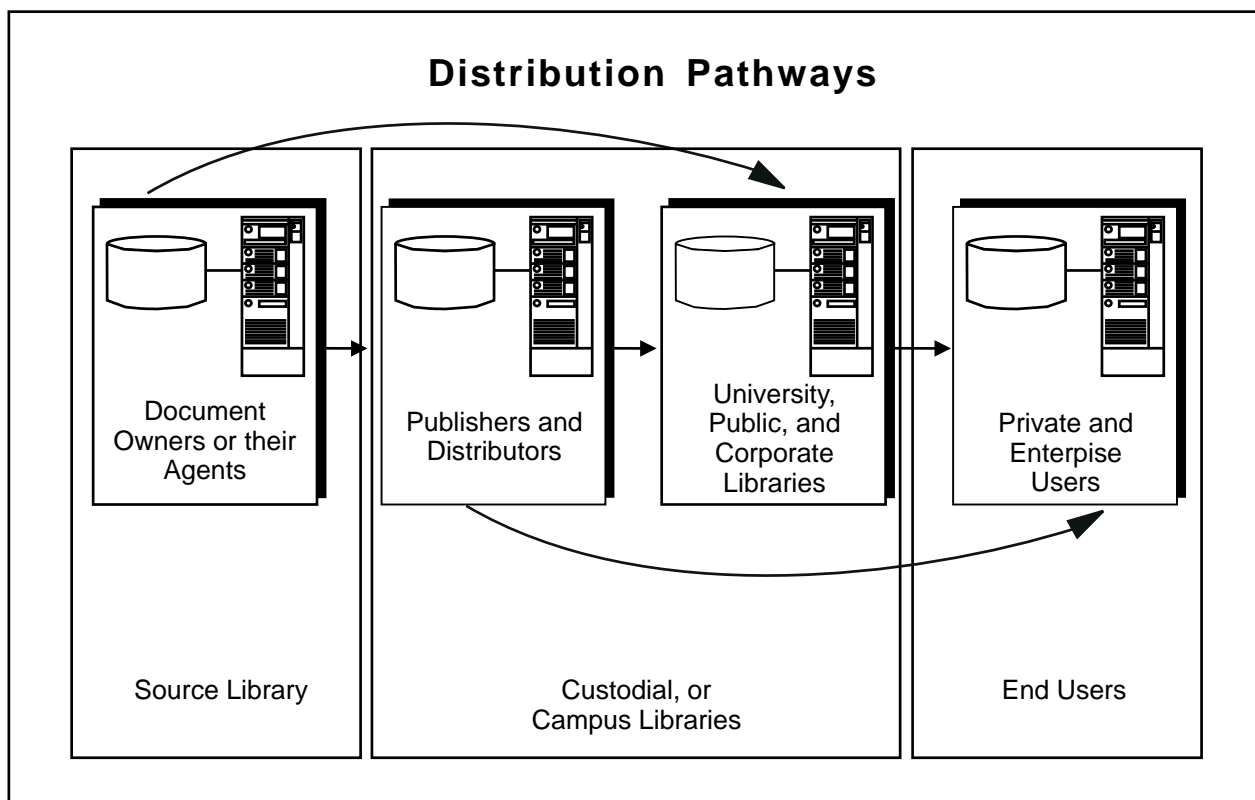 Distribution Pathways
Document
Owners or their
Agents
Publishers and
Distributors
University,
Public, and
Corporate
Libraries
Private and
Enterpise
Users
Source Library
Custodial, or
Campus Libraries
End Users